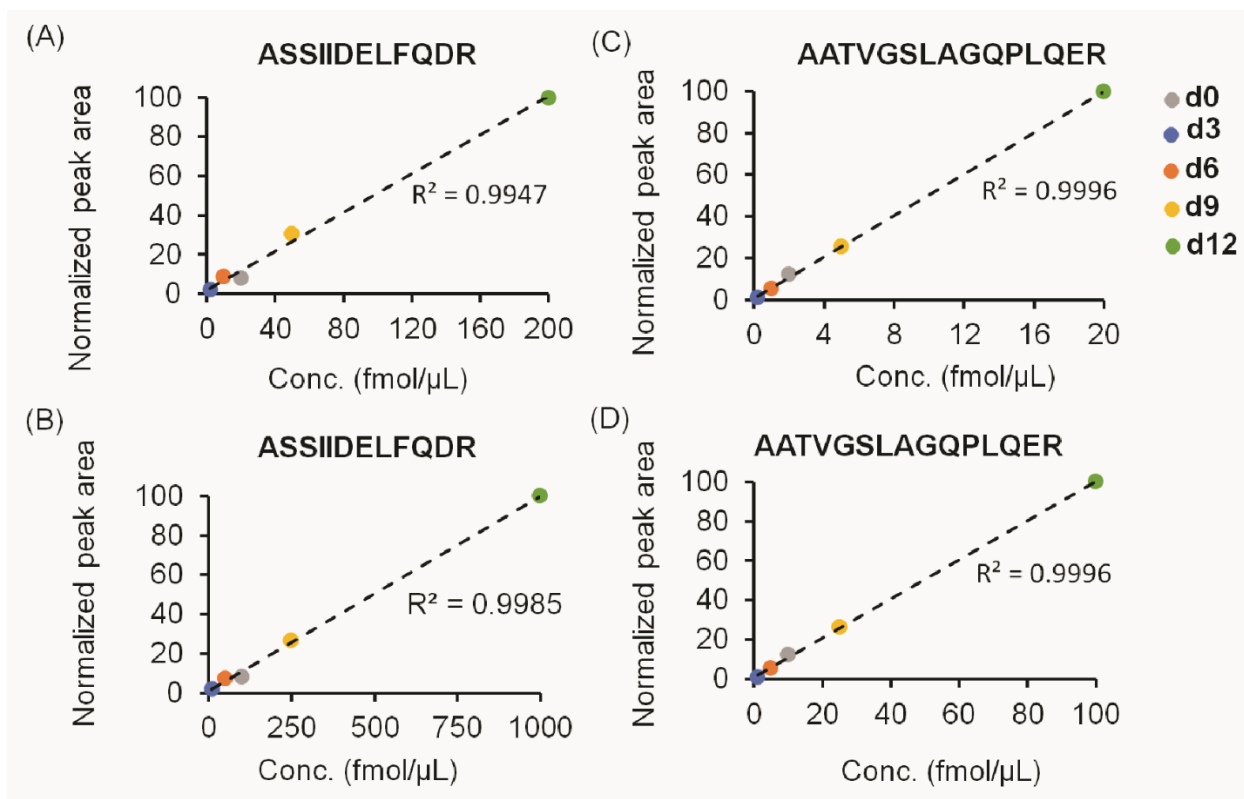 (A)
ASSIIDELFQDR
Normalized peak area
100
80
60
40
20
0
R² = 0.9947
0 40 80 120 160 200
Conc. (fmol/µL)
(C)
AATVGSLAGQPLQER
Normalized peak area
100
80
60
40
20
0
R² = 0.9996
0 4 8 12 16 20
Conc. (fmol/µL)
d0
d3
d6
d9
d12
(B)
ASSIIDELFQDR
Normalized peak area
100
80
60
40
20
0
R² = 0.9985
0 250 500 750 1000
Conc. (fmol/µL)
(D)
AATVGSLAGQPLQER
Normalized peak area
100
80
60
40
20
0
R² = 0.9996
0 20 40 60 80 100
Conc. (fmol/µL)